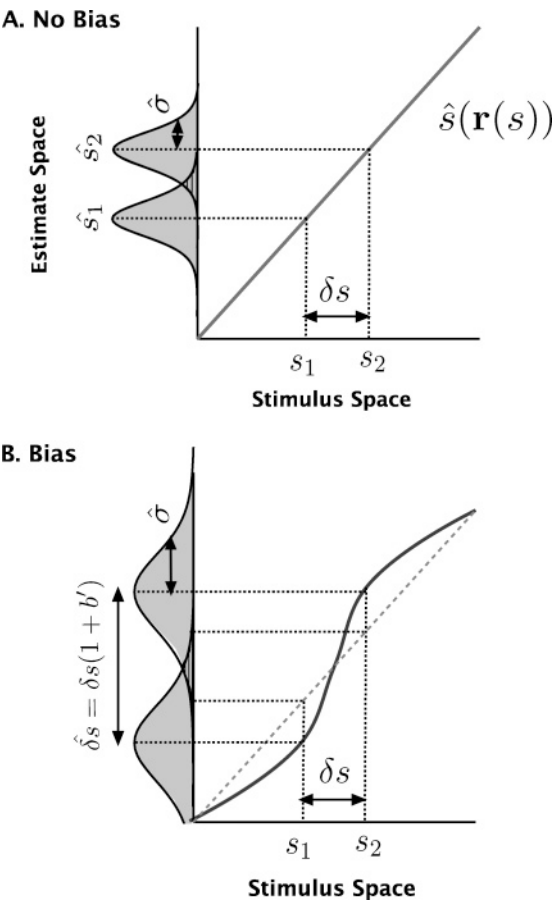 A. No Bias
Estimate Space
σ̂
ŝ₂
ŝ₁
ŝ(r(s))
δs
s₁
s₂
Stimulus Space
B. Bias
σ̂
δ̂s = δs(1 + b′)
δs
s₁
s₂
Stimulus Space